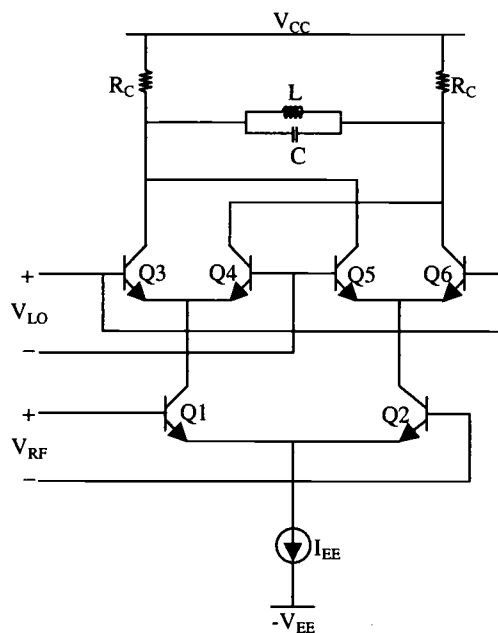 V_CC
R_C
R_C
L
C
Q3
Q4
Q5
Q6
+
V_LO
−
+
Q1
Q2
V_RF
−
I_EE
-V_EE